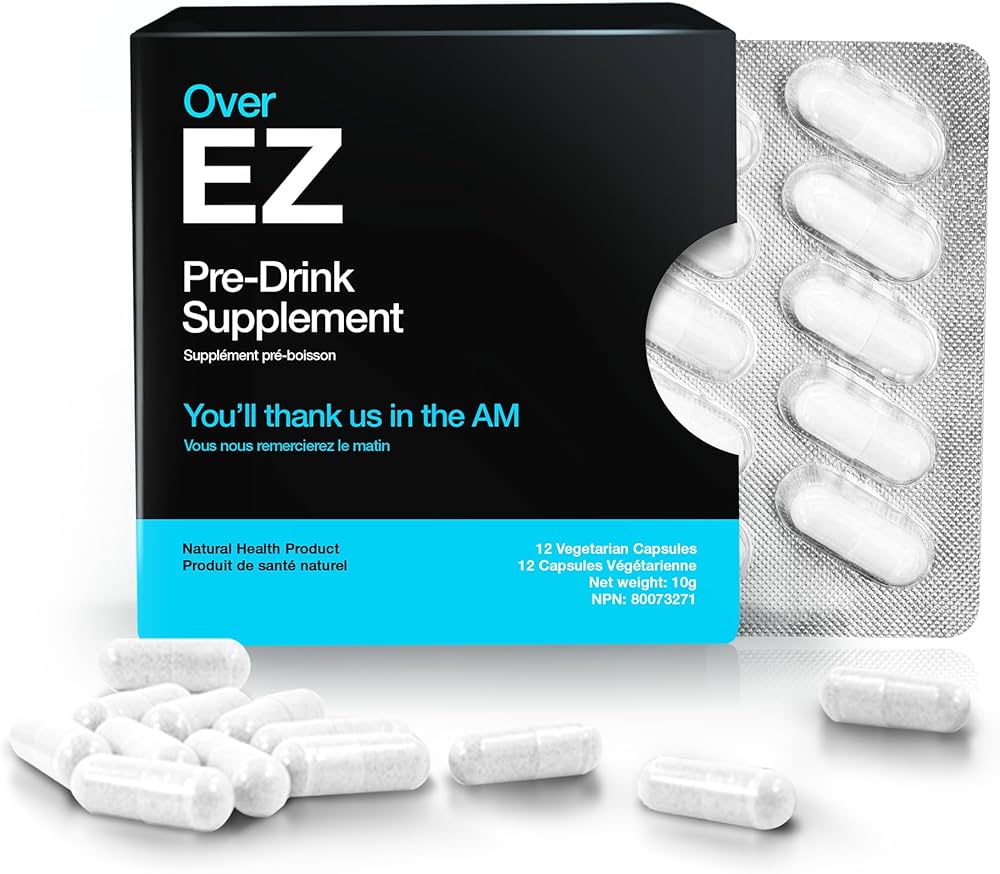 Over
EZ
Pre-Drink
Supplement
Supplément pré-boisson
You'll thank us in the AM
Vous nous remercierez le matin
Natural Health Product
Produit de santé naturel
12 Vegetarian Capsules
12 Capsules Végétarienne
Net weight: 10g
NPN: 80073271